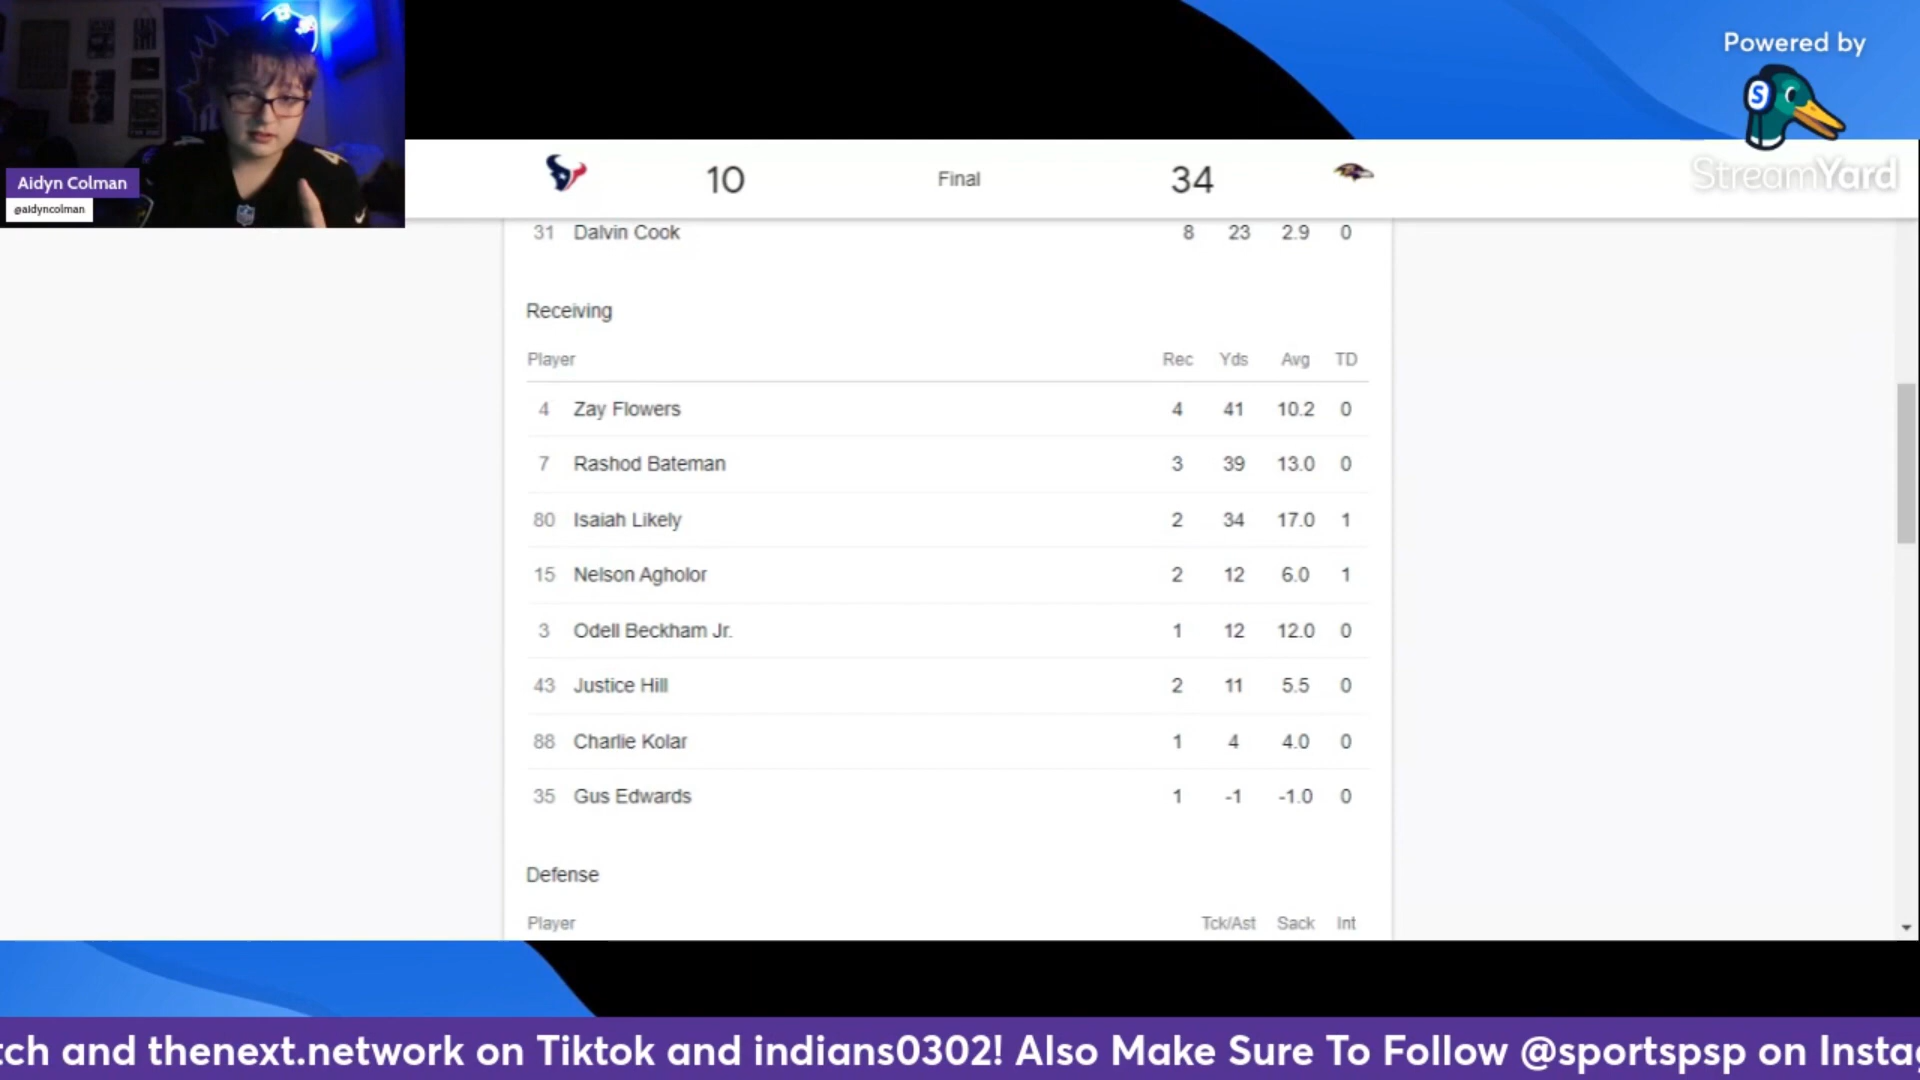 Powered by
StreamYard
Aidyn Colman
@aidyncolman
10 Final 34
31 Dalvin Cook 8 23 2.9 0
Receiving
Player Rec Yds Avg TD
4 Zay Flowers 4 41 10.2 0
7 Rashod Bateman 3 39 13.0 0
80 Isaiah Likely 2 34 17.0 1
15 Nelson Agholor 2 12 6.0 1
3 Odell Beckham Jr. 1 12 12.0 0
43 Justice Hill 2 11 5.5 0
88 Charlie Kolar 1 4 4.0 0
35 Gus Edwards 1 -1 -1.0 0
Defense
Player Tck/Ast Sack Int
tch and thenext.network on Tiktok and indians0302! Also Make Sure To Follow @sportspsp on Insta